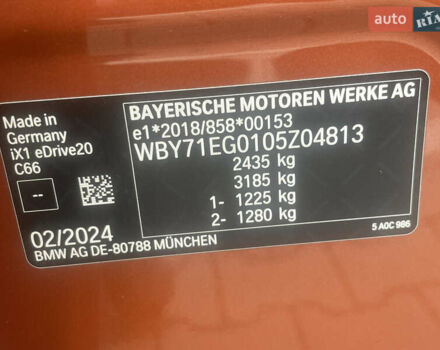 auto RIA
BAYERISCHE MOTOREN WERKE AG
e1*2018/858*00153
WBY71EG0105Z04813
2435 kg
3185 kg
1- 1225 kg
2- 1280 kg
Made in
Germany
iX1 eDrive20
C66
--
02/2024
BMW AG DE-80788 MÜNCHEN
5 A0C 986